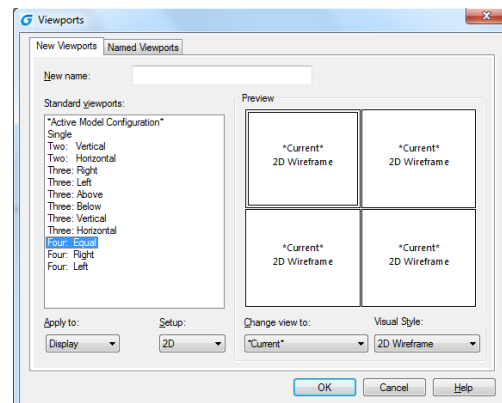 Viewports
New Viewports
Named Viewports
New name:
Standard viewports:
*Active Model Configuration*
Single
Two: Vertical
Two: Horizontal
Three: Right
Three: Left
Three: Above
Three: Below
Three: Vertical
Three: Horizontal
Four: Equal
Four: Right
Four: Left
Preview
*Current*
2D Wireframe
*Current*
2D Wireframe
*Current*
2D Wireframe
*Current*
2D Wireframe
Apply to:
Setup:
Change view to:
Visual Style:
Display
2D
*Current*
2D Wireframe
OK
Cancel
Help